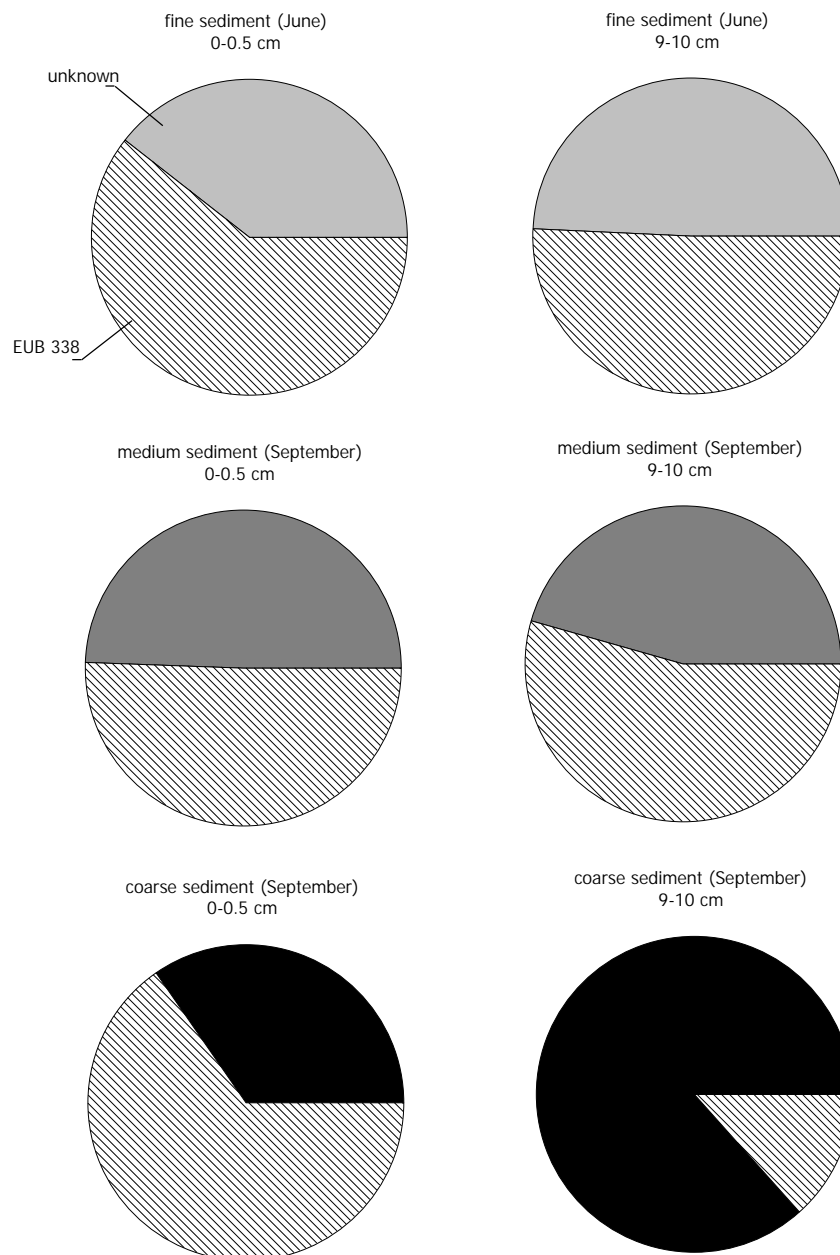 fine sediment (June)
0-0.5 cm
fine sediment (June)
9-10 cm
unknown
EUB 338
medium sediment (September)
0-0.5 cm
medium sediment (September)
9-10 cm
coarse sediment (September)
0-0.5 cm
coarse sediment (September)
9-10 cm